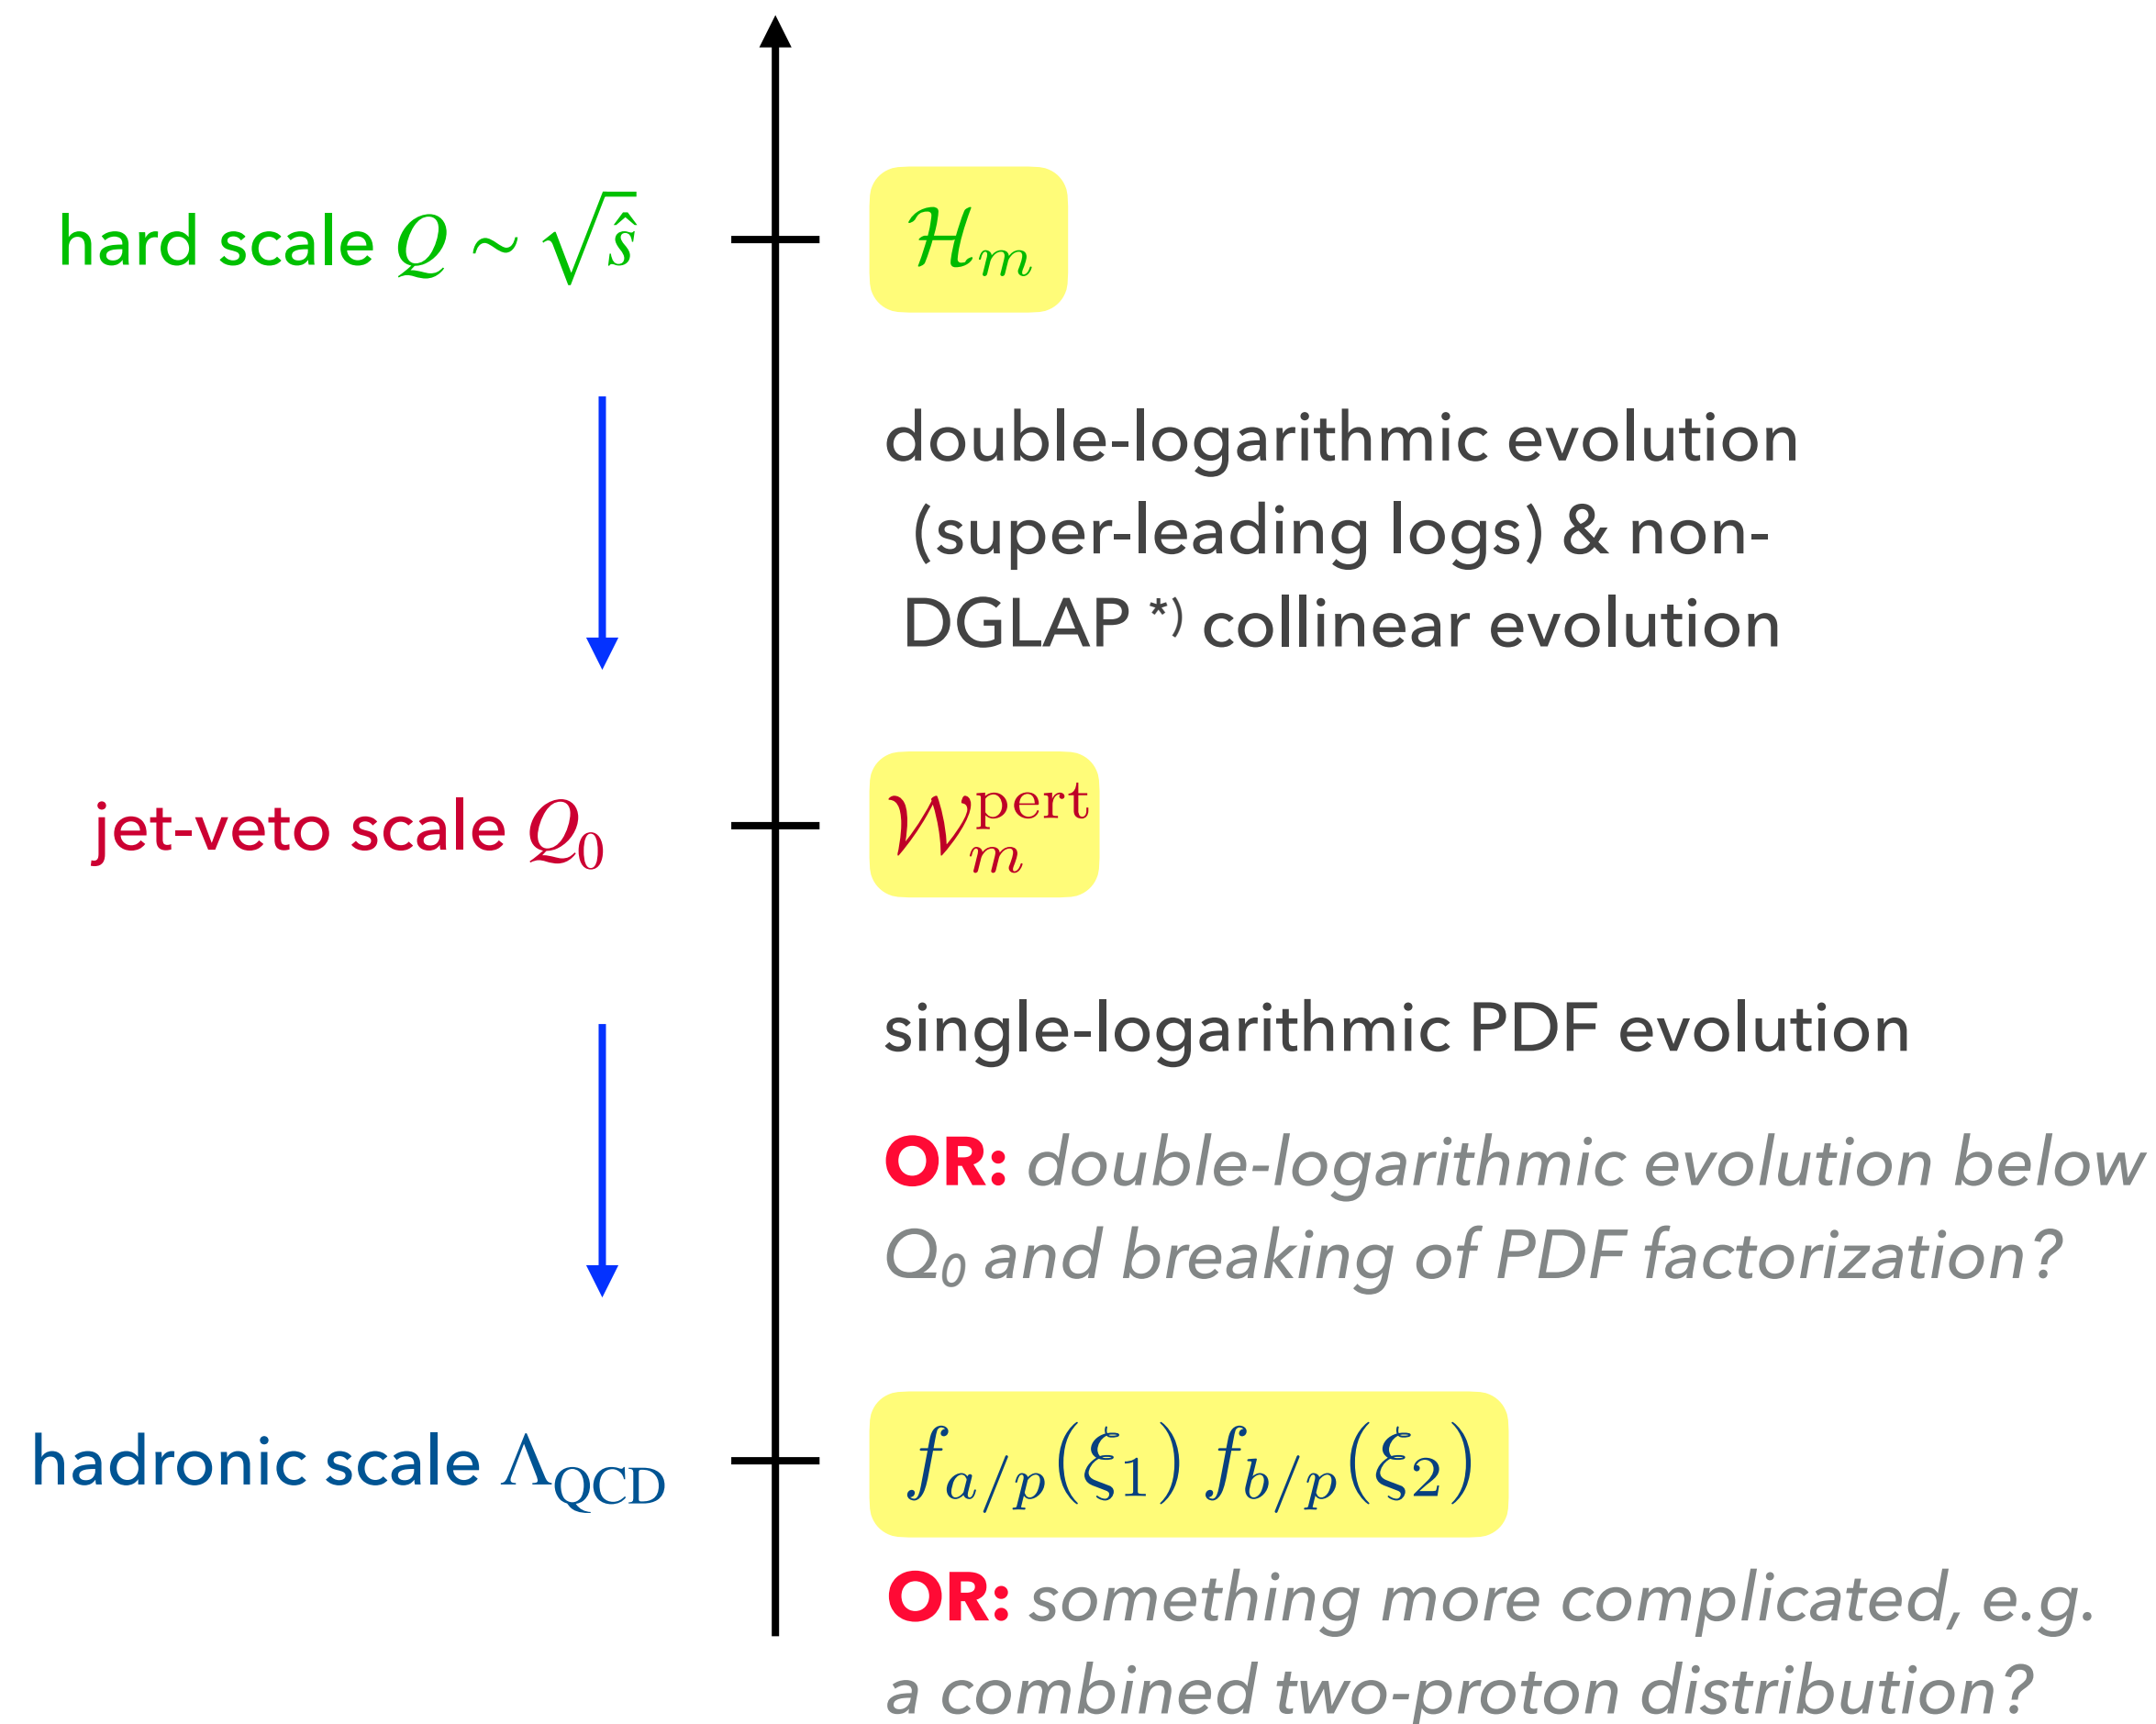 hard scale Q ~ √ŝ
ℋ_m
double-logarithmic evolution
(super-leading logs) & non-
DGLAP *) collinear evolution
jet-veto scale Q₀
𝒲_m^pert
single-logarithmic PDF evolution
OR: double-logarithmic evolution below
Q₀ and breaking of PDF factorization?
hadronic scale Λ_QCD
f_{a/p}(ξ₁) f_{b/p}(ξ₂)
OR: something more complicated, e.g.
a combined two-proton distribution?